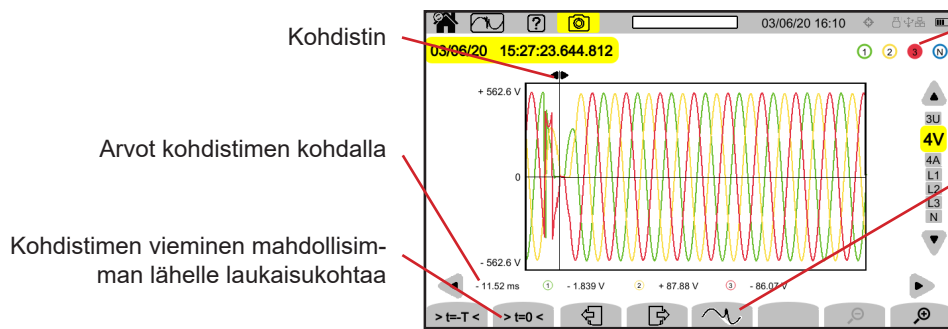 Kohdistin
Arvot kohdistimen kohdalla
Kohdistimen vieminen mahdollisim-
man lähelle laukaisukohtaa
?
03/06/20 16:10
03/06/20 15:27:23.644.812
1 2 3 N
+ 562.6 V
0
- 562.6 V
3U
4V
4A
L1
L2
L3
N
- 11.52 ms 1 - 1.839 V 2 + 87.88 V 3 - 86.07 V
> t=-T < > t=0 <